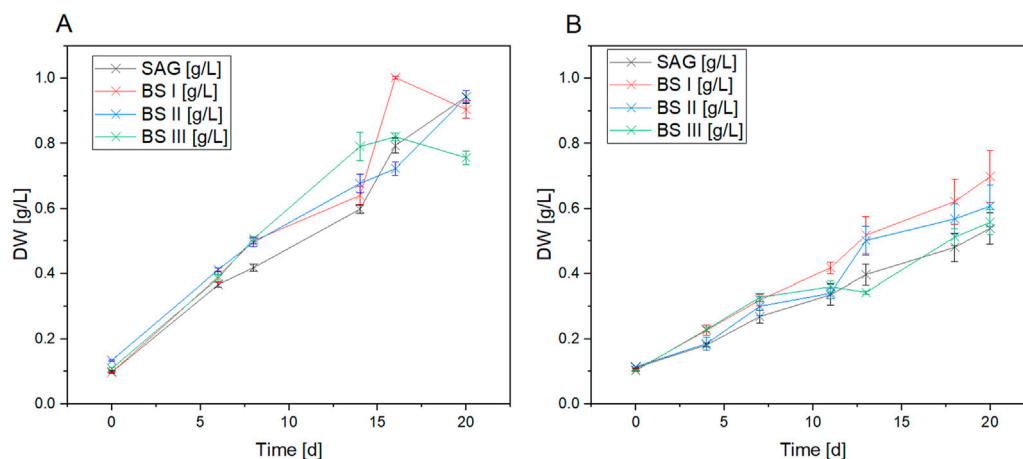 A
SAG [g/L]
BS I [g/L]
BS II [g/L]
BS III [g/L]
DW [g/L]
1.0
0.8
0.6
0.4
0.2
0.0
0 5 10 15 20
Time [d]
B
SAG [g/L]
BS I [g/L]
BS II [g/L]
BS III [g/L]
DW [g/L]
1.0
0.8
0.6
0.4
0.2
0.0
0 5 10 15 20
Time [d]